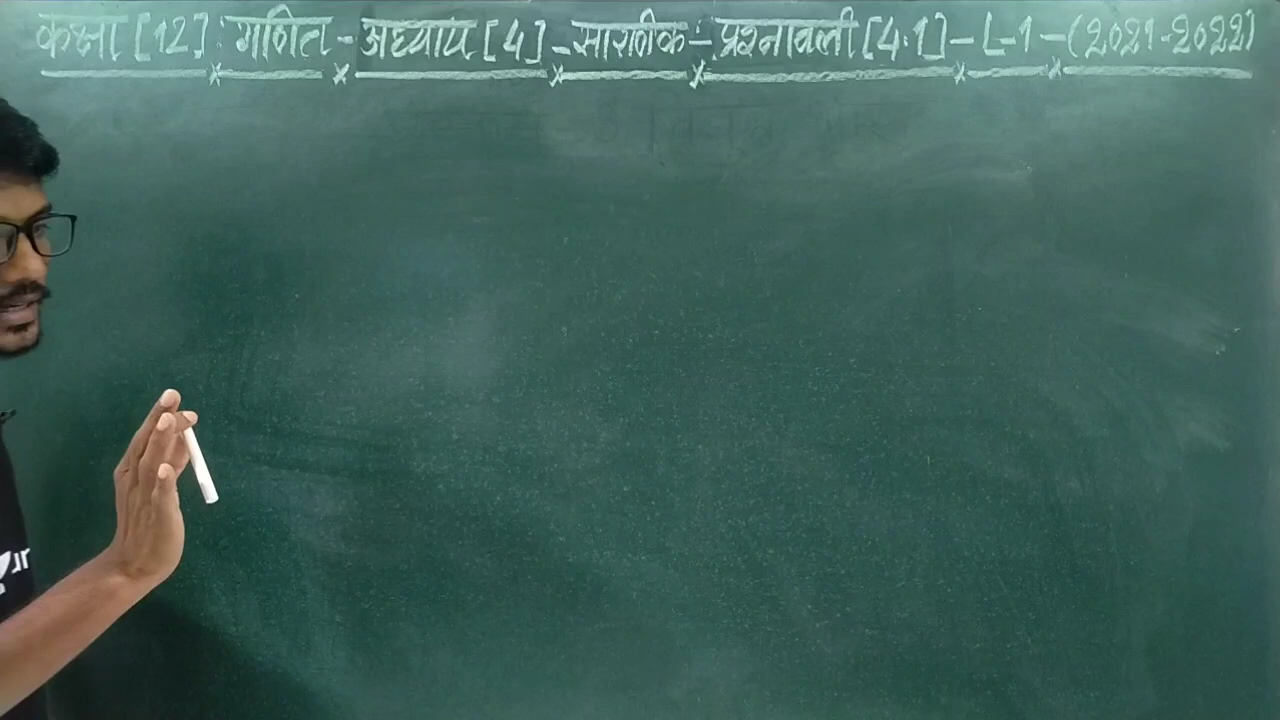 कक्षा [12] : गणित - अध्याय [4] - सारणीक - प्रश्नावली [4.1] - L-1 - (2021-2022)